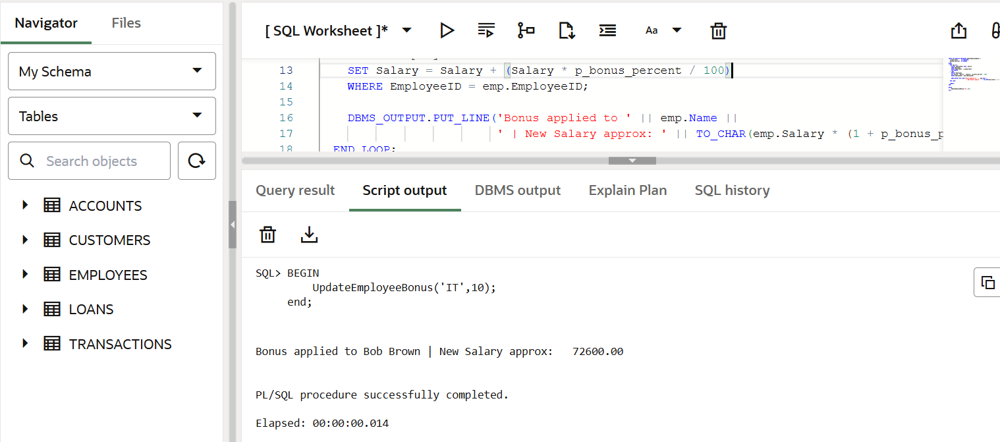 Navigator Files
My Schema
Tables
Search objects
ACCOUNTS
CUSTOMERS
EMPLOYEES
LOANS
TRANSACTIONS
[ SQL Worksheet ]*
Aa
13 SET Salary = Salary + (Salary * p_bonus_percent / 100)
14 WHERE EmployeeID = emp.EmployeeID;
15
16 DBMS_OUTPUT.PUT_LINE('Bonus applied to ' || emp.Name ||
17 ' | New Salary approx: ' || TO_CHAR(emp.Salary * (1 + p_bonus_p
18 END LOOP;
Query result Script output DBMS output Explain Plan SQL history
SQL> BEGIN
UpdateEmployeeBonus('IT',10);
end;
Bonus applied to Bob Brown | New Salary approx: 72600.00
PL/SQL procedure successfully completed.
Elapsed: 00:00:00.014